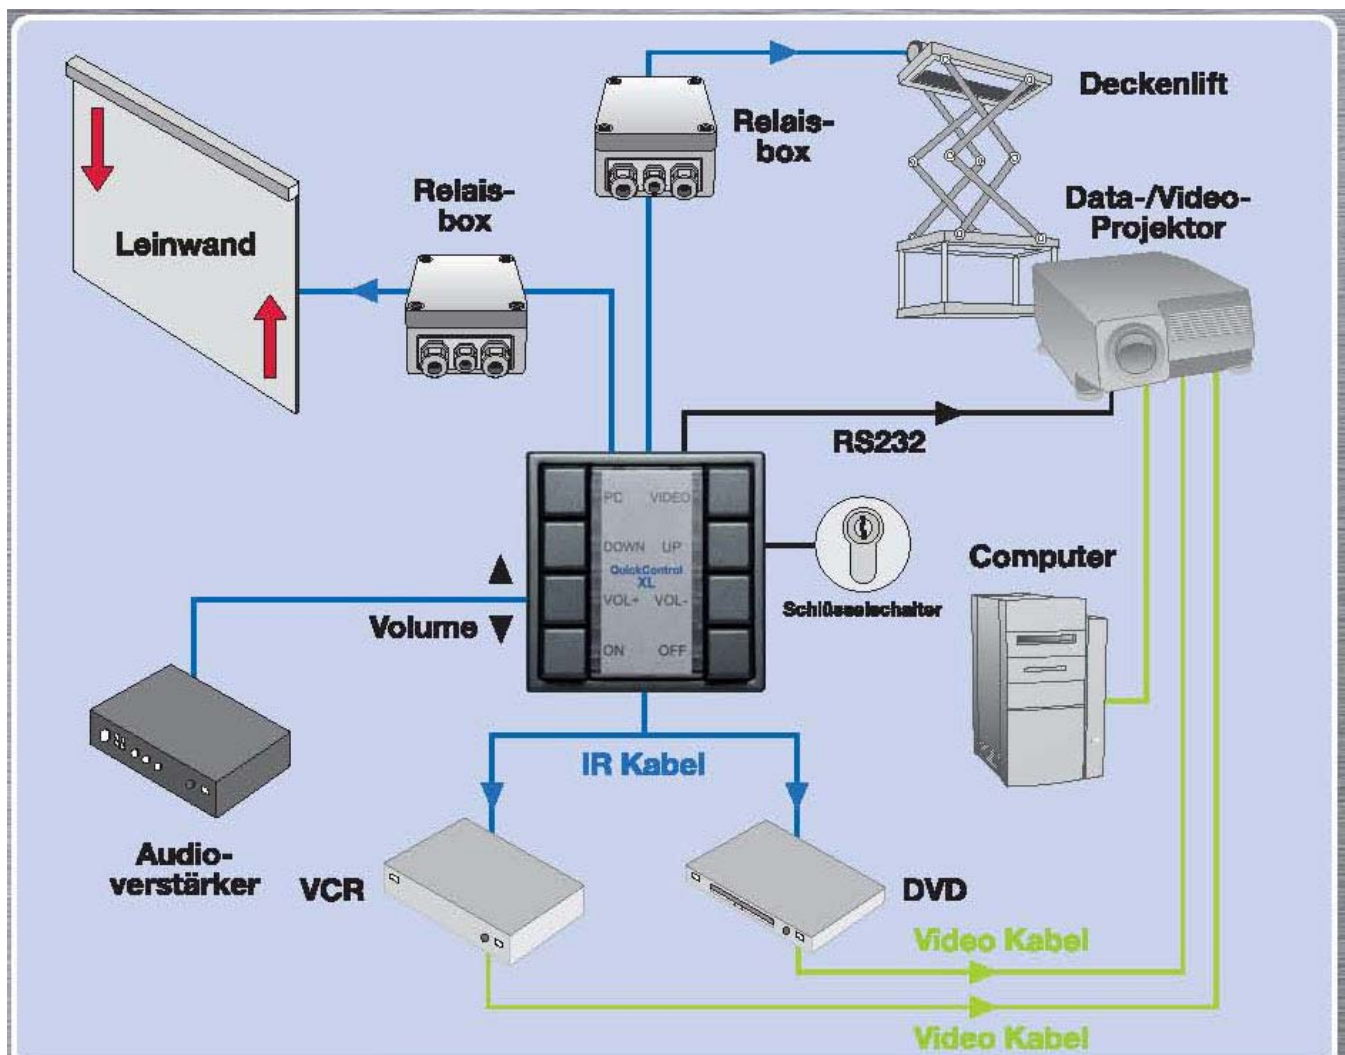 Deckenlift
Relais-
box
Relais-
box
Data-/Video-
Projektor
Leinwand
RS232
PC VIDEO
DOWN UP
QuickControl
XL
VOL+ VOL-
ON OFF
Schlüsselschalter
Computer
Volume
IR Kabel
Audio-
verstärker
VCR
DVD
Video Kabel
Video Kabel